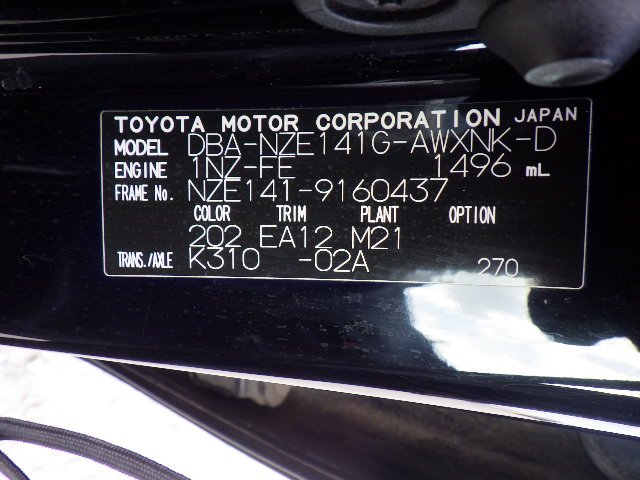 TOYOTA MOTOR CORPORATION JAPAN
MODEL DBA-NZE141G-AWXNK-D
ENGINE 1NZ-FE 1496 mL
FRAME No. NZE141-9160437
COLOR TRIM PLANT OPTION
202 EA12 M21
TRANS./AXLE K310 -02A 270